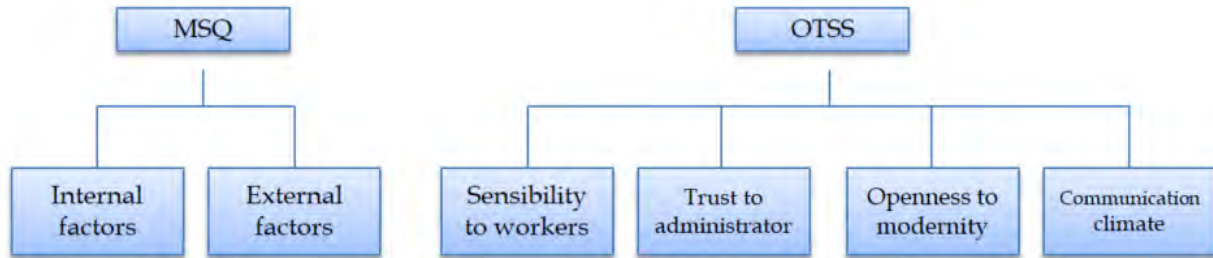 MSQ
OTSS
Internal
factors
External
factors
Sensibility
to workers
Trust to
administrator
Openness to
modernity
Communication
climate